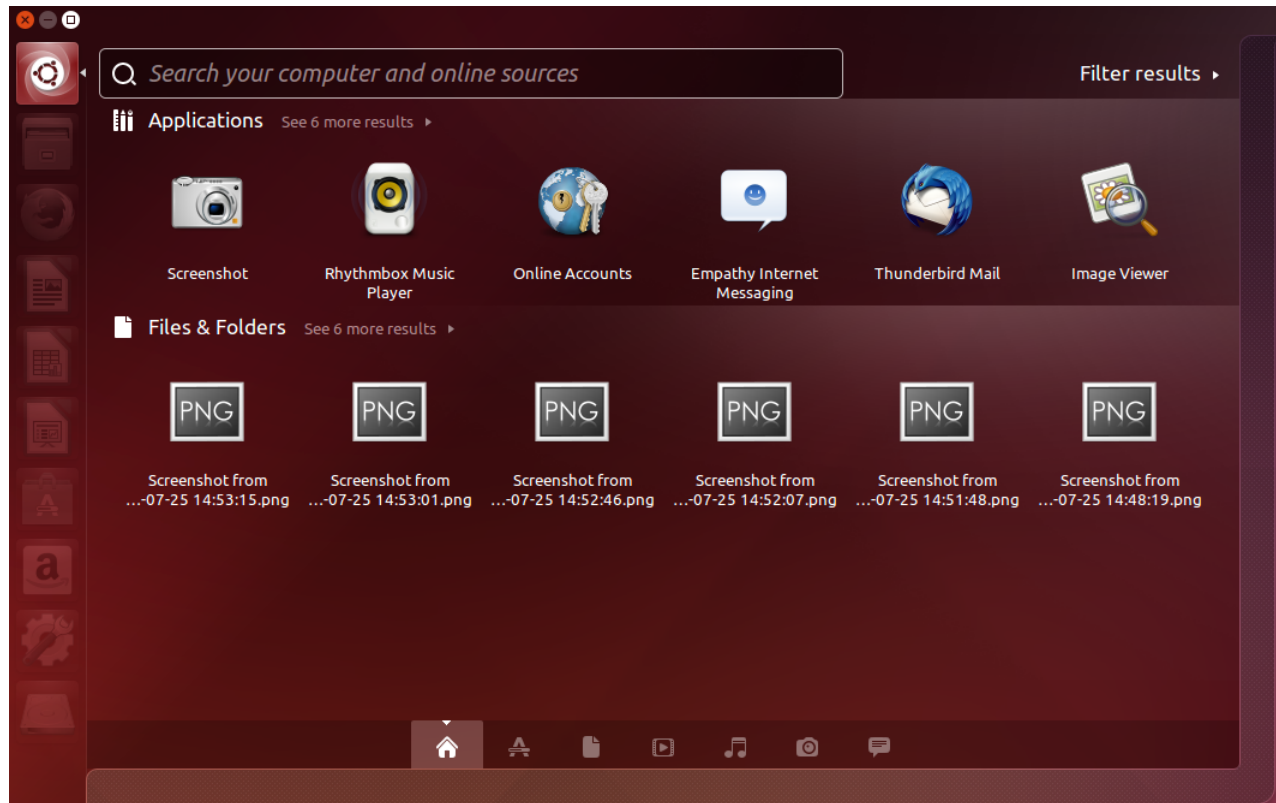 Search your computer and online sources
Filter results
Applications See 6 more results
Screenshot
Rhythmbox Music
Player
Online Accounts
Empathy Internet
Messaging
Thunderbird Mail
Image Viewer
Files & Folders See 6 more results
PNG PNG PNG PNG PNG PNG
Screenshot from
...-07-25 14:53:15.png
Screenshot from
...-07-25 14:53:01.png
Screenshot from
...-07-25 14:52:46.png
Screenshot from
...-07-25 14:52:07.png
Screenshot from
...-07-25 14:51:48.png
Screenshot from
...-07-25 14:48:19.png
a